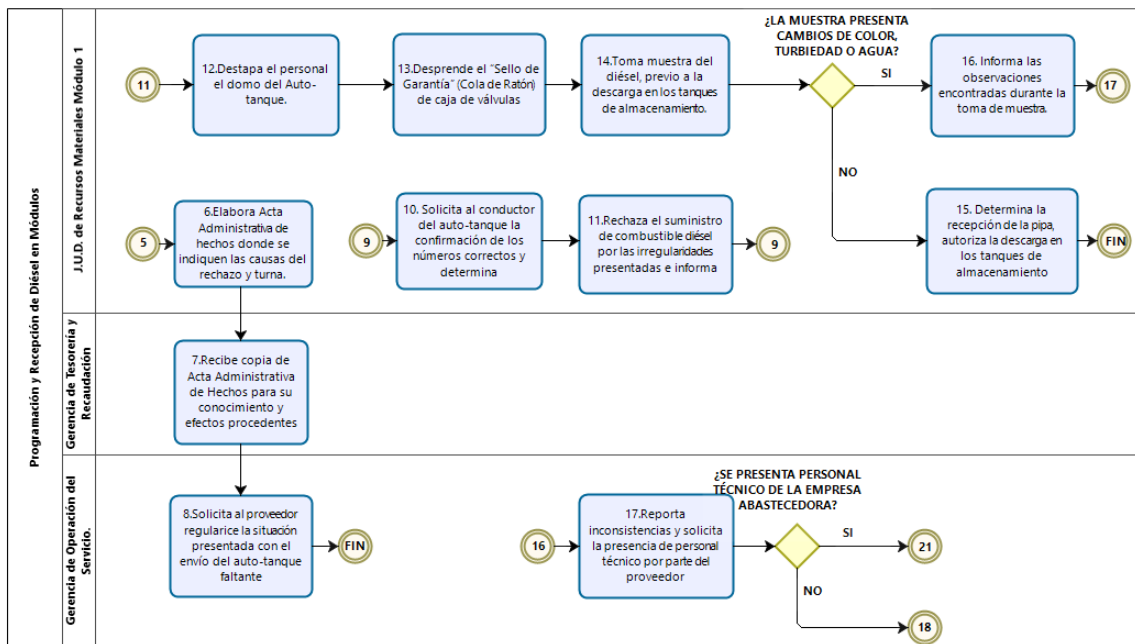 Programación y Recepción de Diésel en Módulos
J.U.D. de Recursos Materiales Módulo 1
11
12.Destapa el personal
el domo del Auto-
tanque.
13.Desprende el “Sello de
Garantía” (Cola de Ratón)
de caja de válvulas
14.Toma muestra del
diésel, previo a la
descarga en los tanques
de almacenamiento.
¿LA MUESTRA PRESENTA
CAMBIOS DE COLOR,
TURBIEDAD O AGUA?
SI
16. Informa las
observaciones
encontradas durante la
toma de muestra.
17
NO
5
6.Elabora Acta
Administrativa de
hechos donde se
indiquen las causas del
rechazo y turna.
9
10. Solicita al conductor
del auto-tanque la
confirmación de los
números correctos y
determina
11.Rechaza el suministro
de combustible diésel
por las irregularidades
presentadas e informa
9
15. Determina la
recepción de la pipa,
autoriza la descarga en
los tanques de
almacenamiento
FIN
Gerencia de Tesorería y
Recaudación
7.Recibe copia de
Acta Administrativa
de Hechos para su
conocimiento y
efectos procedentes
Gerencia de Operación del
Servicio.
8.Solicita al proveedor
regularice la situación
presentada con el
envío del auto-tanque
faltante
FIN
16
17.Reporta
inconsistencias y solicita
la presencia de personal
técnico por parte del
proveedor
¿SE PRESENTA PERSONAL
TÉCNICO DE LA EMPRESA
ABASTECEDORA?
SI
21
NO
18